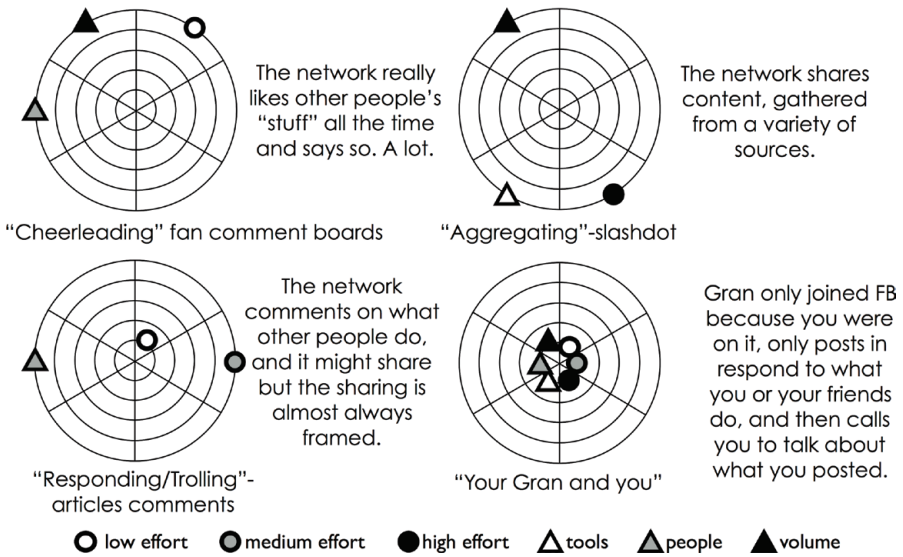 The network really
likes other people's
“stuff” all the time
and says so. A lot.
“Cheerleading” fan comment boards
The network shares
content, gathered
from a variety of
sources.
“Aggregating”-slashdot
The network
comments on what
other people do,
and it might share
but the sharing is
almost always
framed.
“Responding/Trolling”-
articles comments
Gran only joined FB
because you were
on it, only posts in
respond to what
you or your friends
do, and then calls
you to talk about
what you posted.
“Your Gran and you”
low effort
medium effort
high effort
tools
people
volume